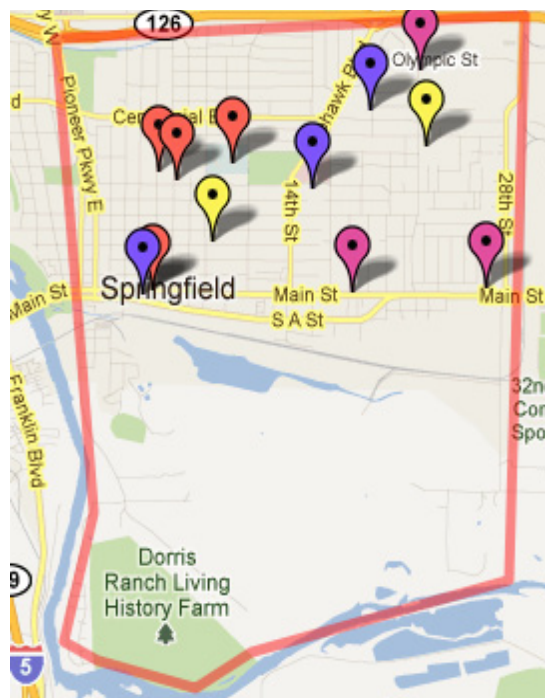 126
Olympic St
Pioneer Pkwy E
14th St
28th St
Main St
Springfield
Main St
Main St
S A St
Franklin Blvd
32n
Co
Spo
Dorris
Ranch Living
History Farm
9
5